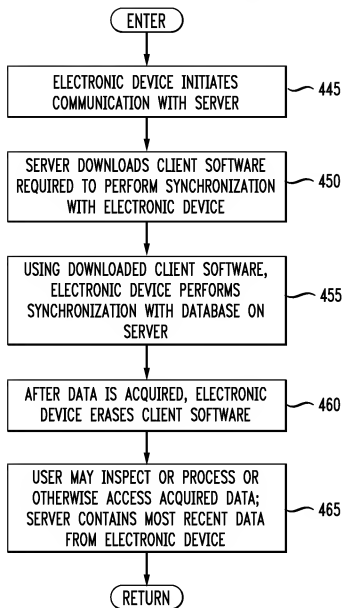 ENTER
ELECTRONIC DEVICE INITIATES
COMMUNICATION WITH SERVER
445
SERVER DOWNLOADS CLIENT SOFTWARE
REQUIRED TO PERFORM SYNCHRONIZATION
WITH ELECTRONIC DEVICE
450
USING DOWNLOADED CLIENT SOFTWARE,
ELECTRONIC DEVICE PERFORMS
SYNCHRONIZATION WITH DATABASE ON
SERVER
455
AFTER DATA IS ACQUIRED, ELECTRONIC
DEVICE ERASES CLIENT SOFTWARE
460
USER MAY INSPECT OR PROCESS OR
OTHERWISE ACCESS ACQUIRED DATA;
SERVER CONTAINS MOST RECENT DATA
FROM ELECTRONIC DEVICE
465
RETURN